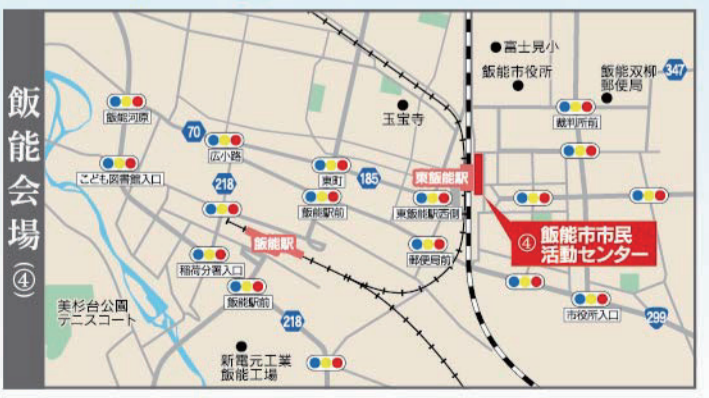 飯能会場(④)
富士見小
飯能市役所
飯能双柳
郵便局
347
玉宝寺
飯能河原
裁判所前
70
広小路
こども図書館入口
218
東町
185
東飯能駅
飯能駅前
東飯能駅西側
④ 飯能市市民
活動センター
飯能駅
郵便局前
稲荷分署入口
飯能駅前
美杉台公園
テニスコート
218
市役所入口
299
新電元工業
飯能工場